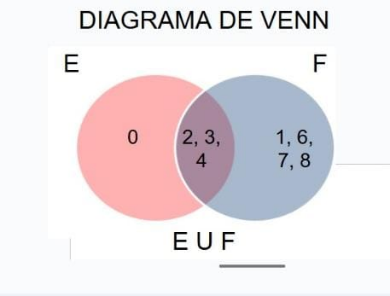 DIAGRAMA DE VENN
E F
0
2, 3,
4
1, 6,
7, 8
E U F